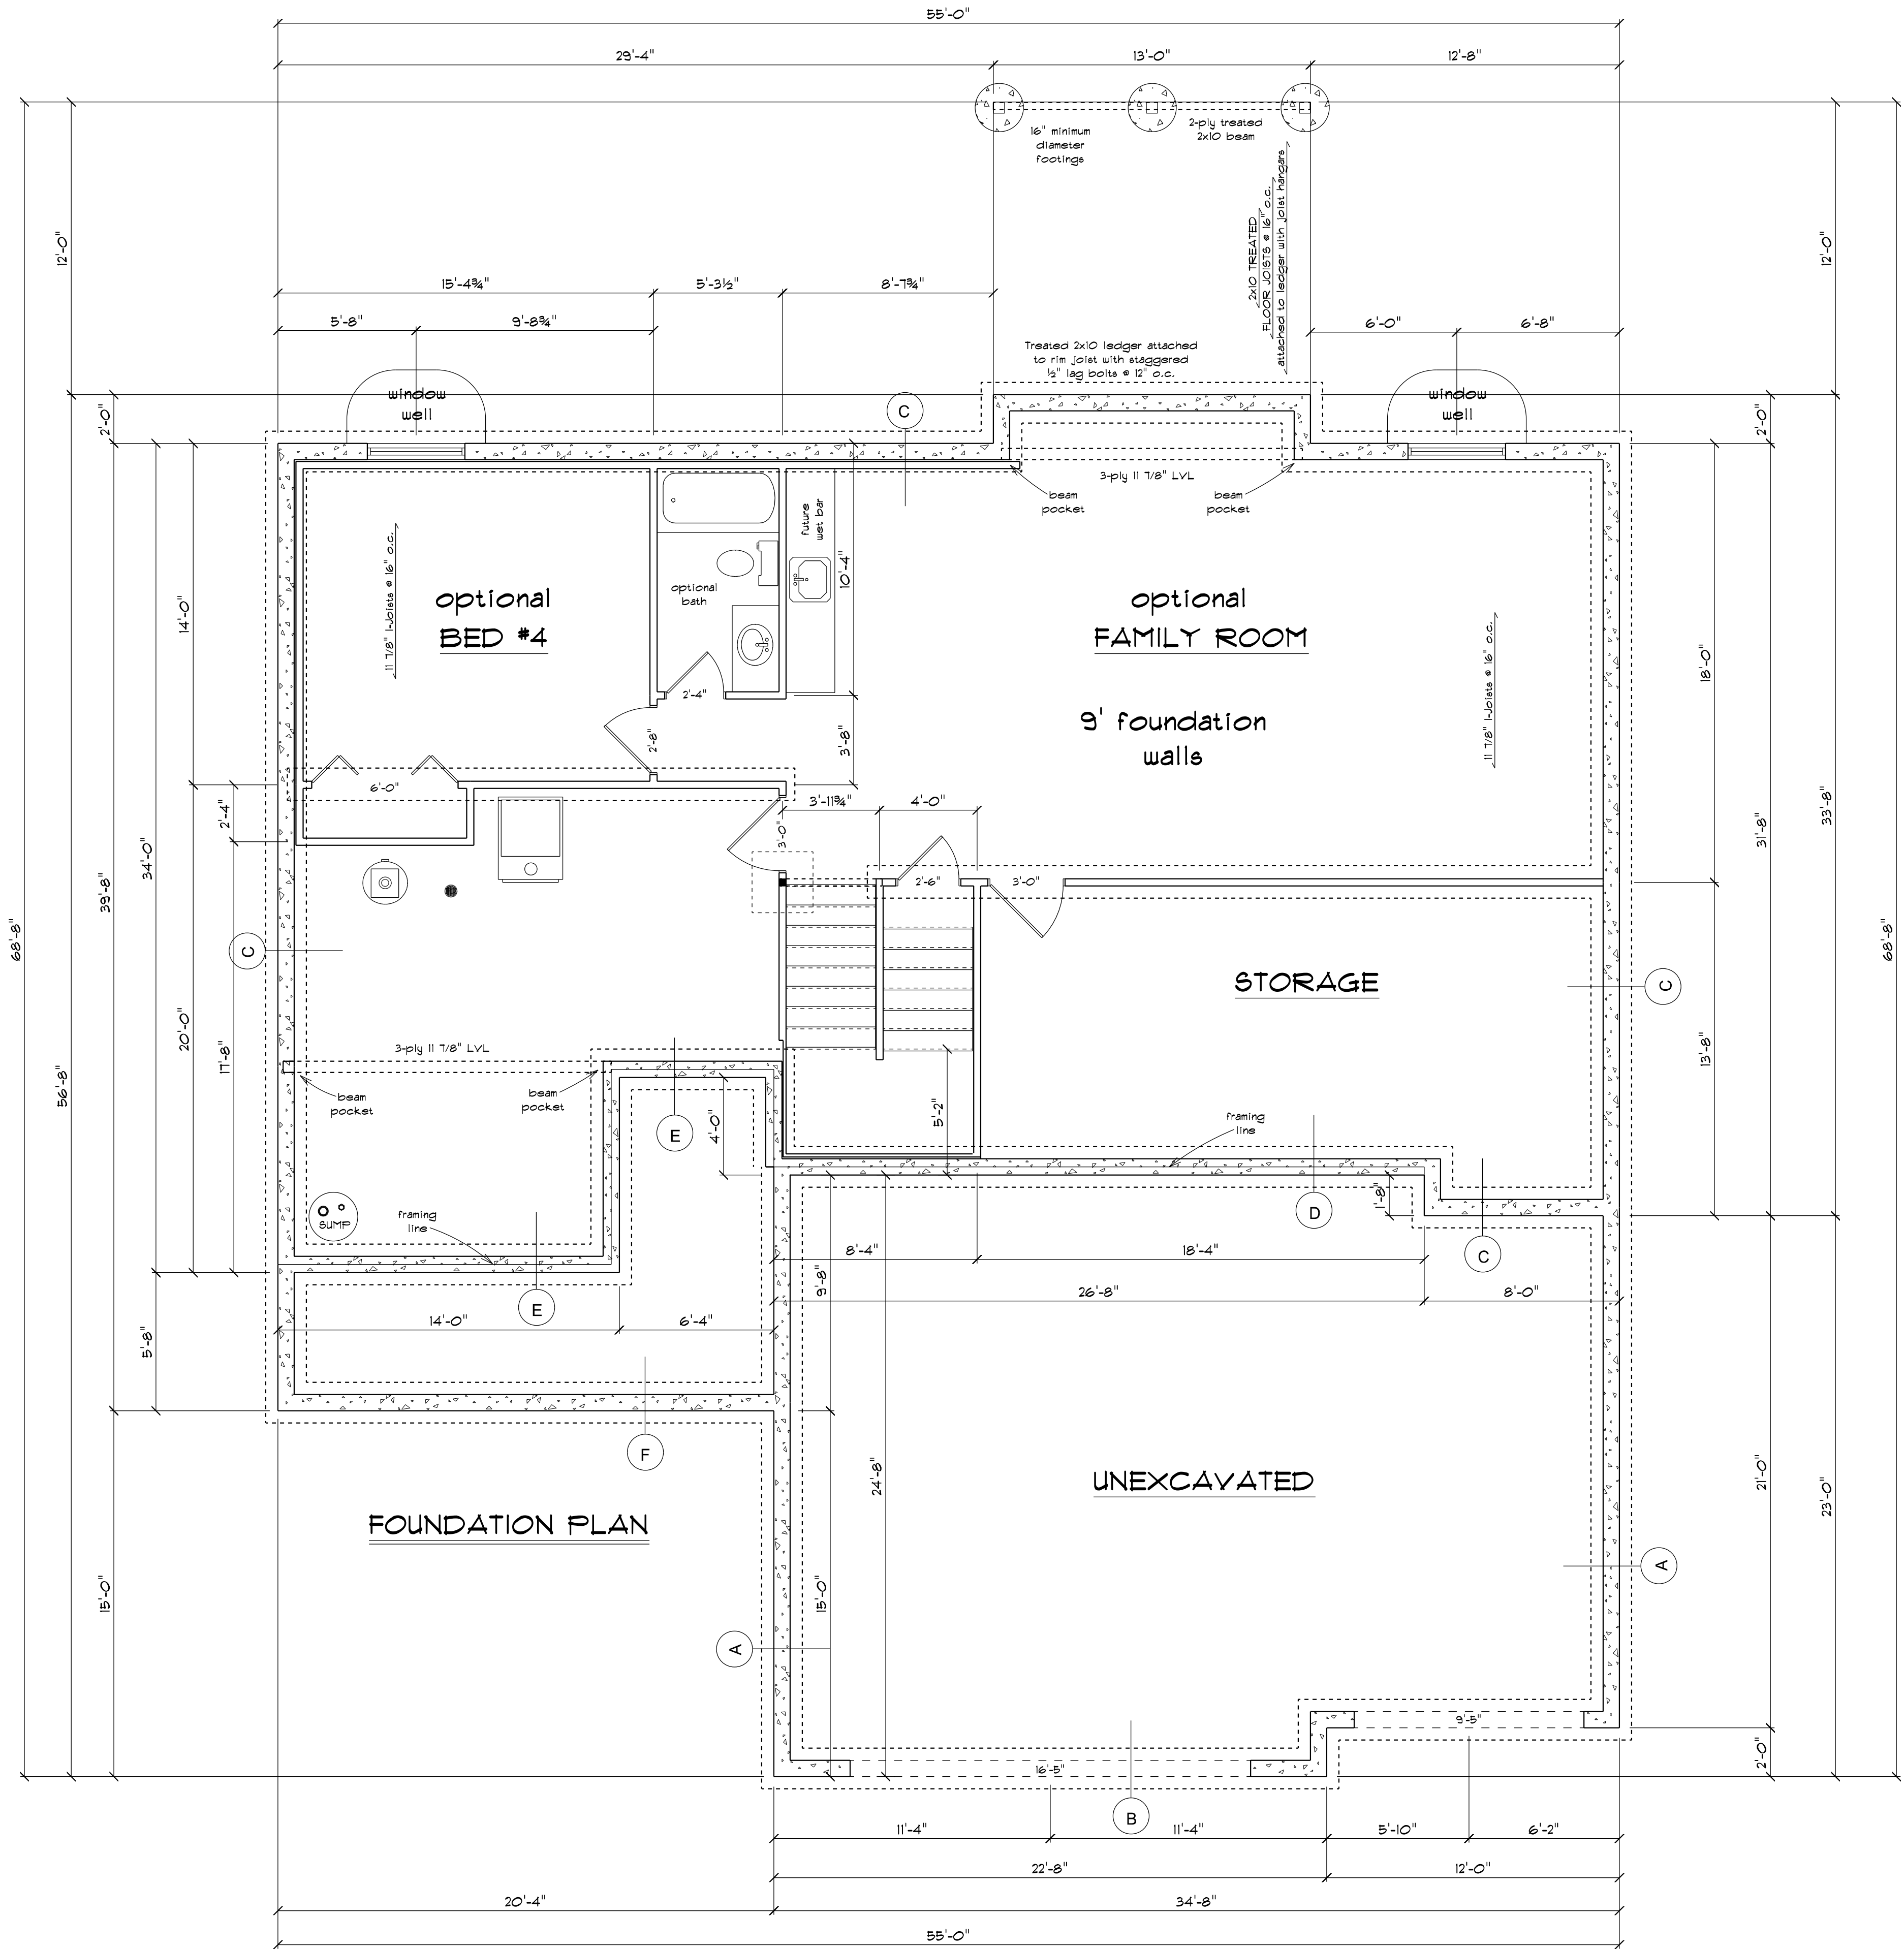 55'-0"
29'-4"
13'-0"
12'-8"
16" minimum
diameter
footings
2-ply treated
2x10 beam
2x10 TREATED
FLOOR JOISTS @ 16" o.c.
attached to ledger with joist hangars
12'-0"
12'-0"
15'-4¾"
5'-3½"
8'-7¾"
5'-8"
9'-8¾"
6'-0"
6'-8"
Treated 2x10 ledger attached
to rim joist with staggered
½" lag bolts @ 12" o.c.
window
well
window
well
2'-0"
2'-0"
C
3-ply 11 7/8" LVL
beam
pocket
beam
pocket
future
wet bar
11 7/8" I-Joists @ 16" o.c.
optional
BED #4
optional
bath
10'-4"
optional
FAMILY ROOM
11 7/8" I-Joists @ 16" o.c.
14'-0"
18'-0"
2'-4"
2'-8"
3'-8"
9' foundation
walls
6'-0"
3'-11¾"
4'-0"
2'-4"
3'-0"
34'-0"
39'-8"
31'-8"
33'-8"
2'-6"
3'-0"
68'-8"
68'-8"
C
STORAGE
C
20'-0"
17'-8"
56'-8"
13'-8"
3-ply 11 7/8" LVL
beam
pocket
beam
pocket
E
4'-0"
5'-2"
framing
line
SUMP
framing
line
1'-8"
D
C
8'-4"
18'-4"
9'-8"
26'-8"
8'-0"
E
14'-0"
6'-4"
5'-8"
F
24'-8"
UNEXCAVATED
21'-0"
23'-0"
FOUNDATION PLAN
15'-0"
15'-0"
A
A
9'-5"
16'-5"
2'-0"
B
11'-4"
11'-4"
5'-10"
6'-2"
22'-8"
12'-0"
20'-4"
34'-8"
55'-0"